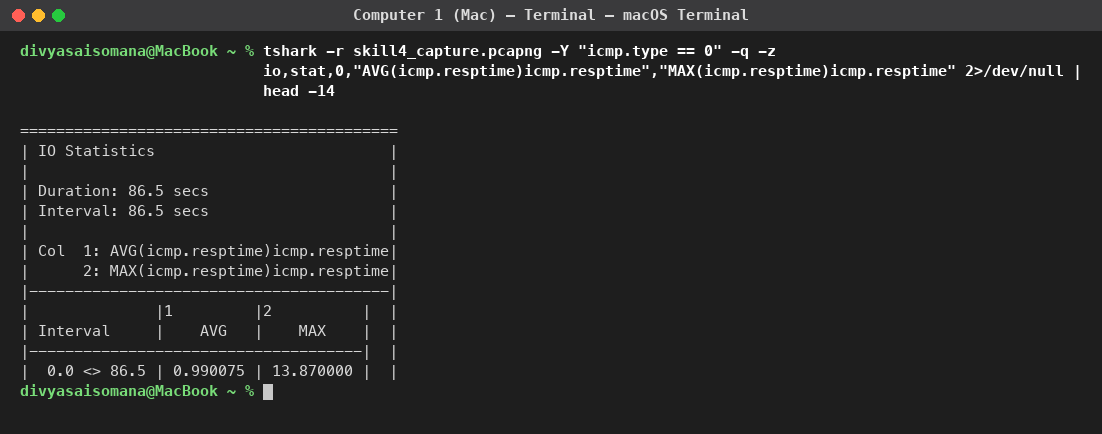 Computer 1 (Mac) — Terminal — macOS Terminal
divyasaisomana@MacBook ~ % tshark -r skill4_capture.pcapng -Y "icmp.type == 0" -q -z
io,stat,0,"AVG(icmp.resptime)icmp.resptime","MAX(icmp.resptime)icmp.resptime" 2>/dev/null |
head -14
==========================================
| IO Statistics                          |
|                                        |
| Duration: 86.5 secs                    |
| Interval: 86.5 secs                    |
|                                        |
| Col  1: AVG(icmp.resptime)icmp.resptime|
|      2: MAX(icmp.resptime)icmp.resptime|
|----------------------------------------|
|              |1         |2          |  |
| Interval     |    AVG   |    MAX    |  |
|-------------------------------------|  |
|  0.0 <> 86.5 | 0.990075 | 13.870000 |  |
divyasaisomana@MacBook ~ %